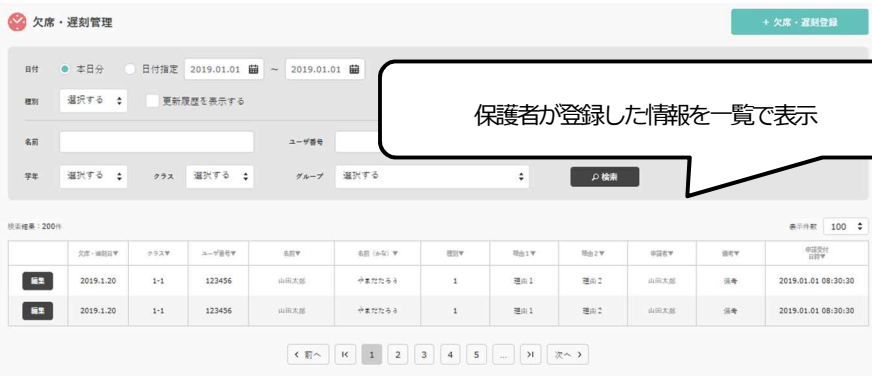 欠席・遅刻管理
+ 欠席・遅刻登録
日付 本日分 日付指定 2019.01.01 ~ 2019.01.01
種別 選択する 更新履歴を表示する
保護者が登録した情報を一覧で表示
名前 ユーザ番号
学年 選択する クラス 選択する グループ 選択する 検索
検索結果:200件 表示件数 100
欠席・遅刻日▼ クラス▼ ユーザ番号▼ 名前▼ 名前(かな)▼ 種別▼ 理由1▼ 理由2▼ 申請者▼ 備考▼ 申請受付日時▼
編集 2019.1.20 1-1 123456 山田太郎 やまだたろう 1 理由1 理由2 山田太郎 備考 2019.01.01 08:30:30
編集 2019.1.20 1-1 123456 山田太郎 やまだたろう 1 理由1 理由2 山田太郎 備考 2019.01.01 08:30:30
< 前へ K 1 2 3 4 5 ... >I 次へ >